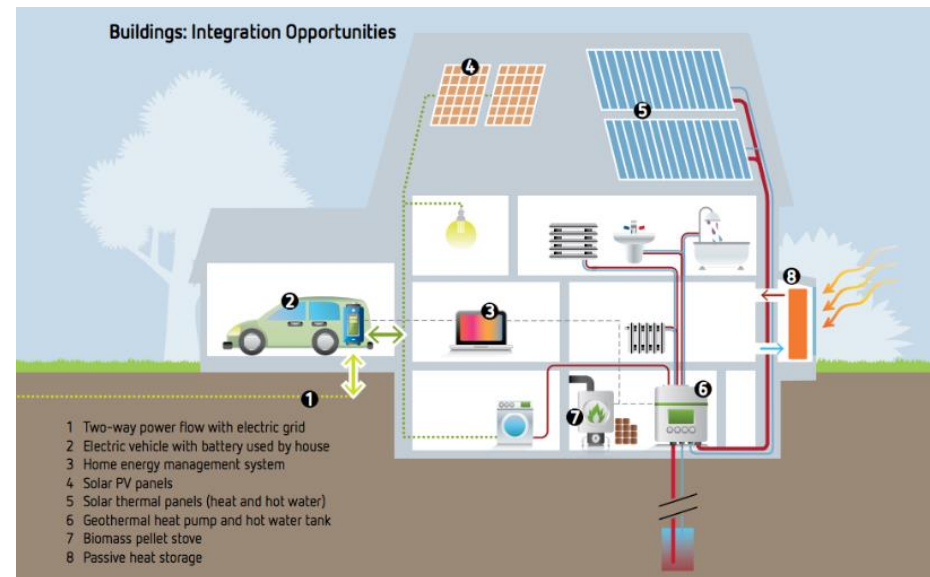 Buildings: Integration Opportunities
4
5
8
2
3
6
1
7
1 Two-way power flow with electric grid
2 Electric vehicle with battery used by house
3 Home energy management system
4 Solar PV panels
5 Solar thermal panels (heat and hot water)
6 Geothermal heat pump and hot water tank
7 Biomass pellet stove
8 Passive heat storage